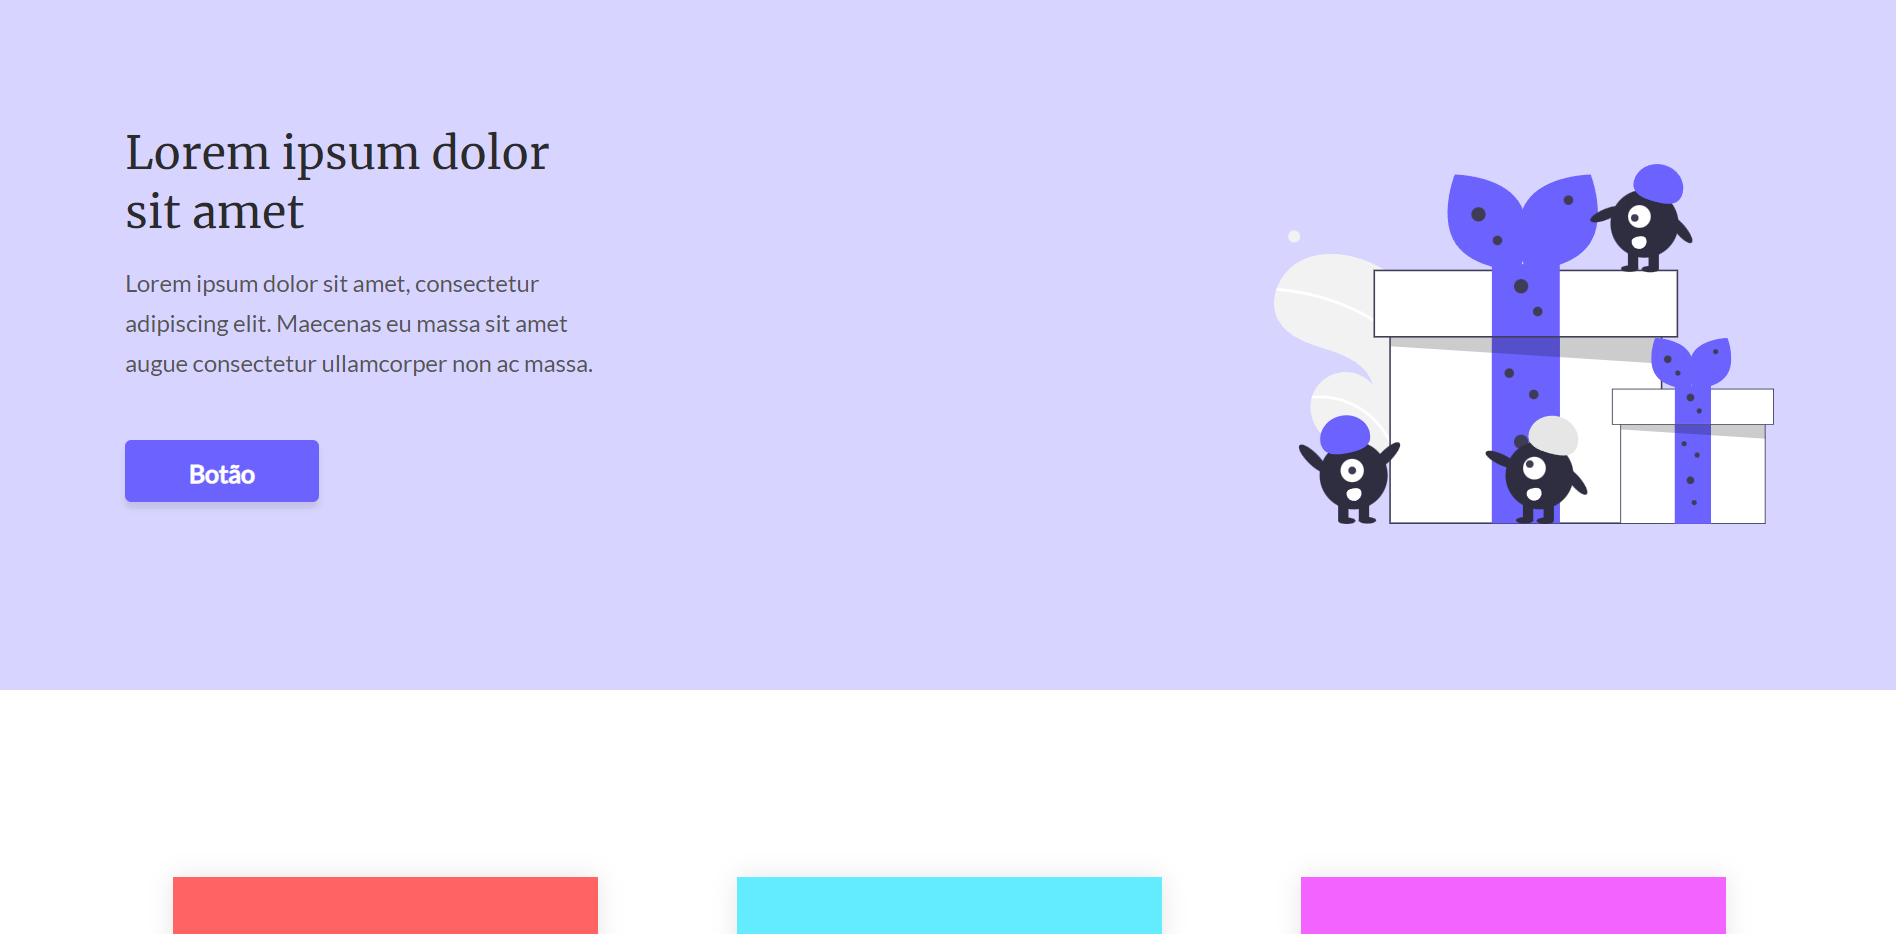 Lorem ipsum dolor
sit amet
Lorem ipsum dolor sit amet, consectetur
adipiscing elit. Maecenas eu massa sit amet
augue consectetur ullamcorper non ac massa.
Botão